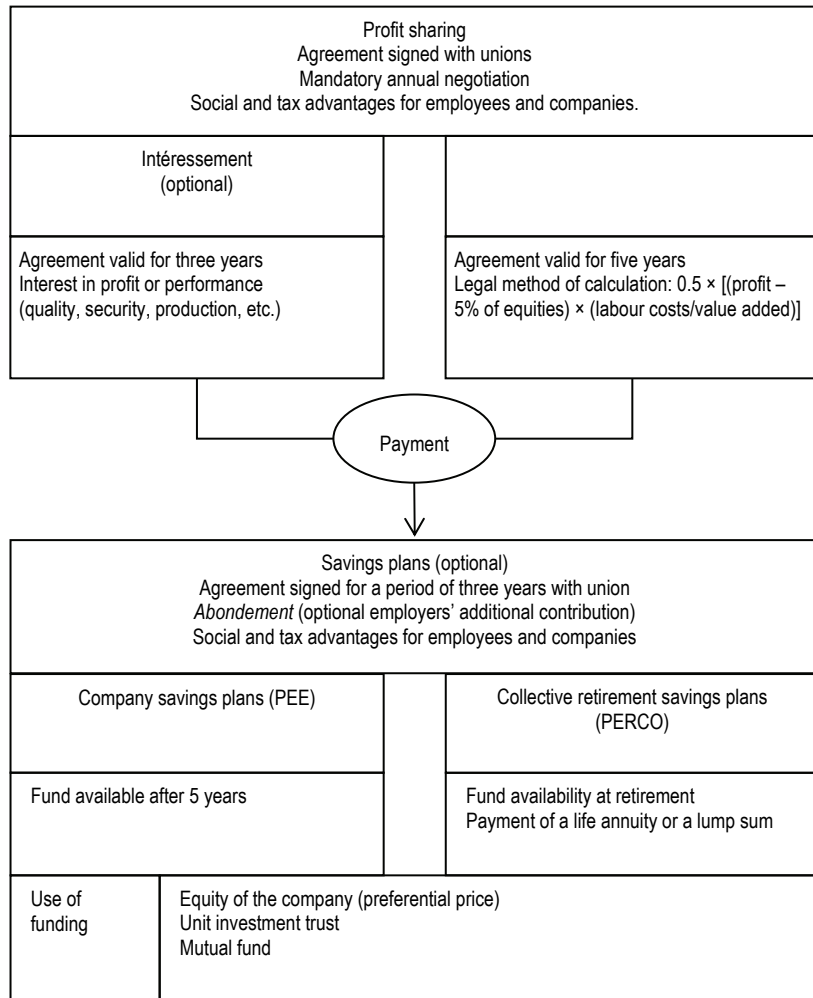 Profit sharing
Agreement signed with unions
Mandatory annual negotiation
Social and tax advantages for employees and companies.
Intéressement
(optional)
Agreement valid for three years
Interest in profit or performance
(quality, security, production, etc.)
Agreement valid for five years
Legal method of calculation: 0.5 × [(profit –
5% of equities) × (labour costs/value added)]
Payment
Savings plans (optional)
Agreement signed for a period of three years with union
Abondement (optional employers’ additional contribution)
Social and tax advantages for employees and companies
Company savings plans (PEE)
Collective retirement savings plans
(PERCO)
Fund available after 5 years
Fund availability at retirement
Payment of a life annuity or a lump sum
Use of
funding
Equity of the company (preferential price)
Unit investment trust
Mutual fund